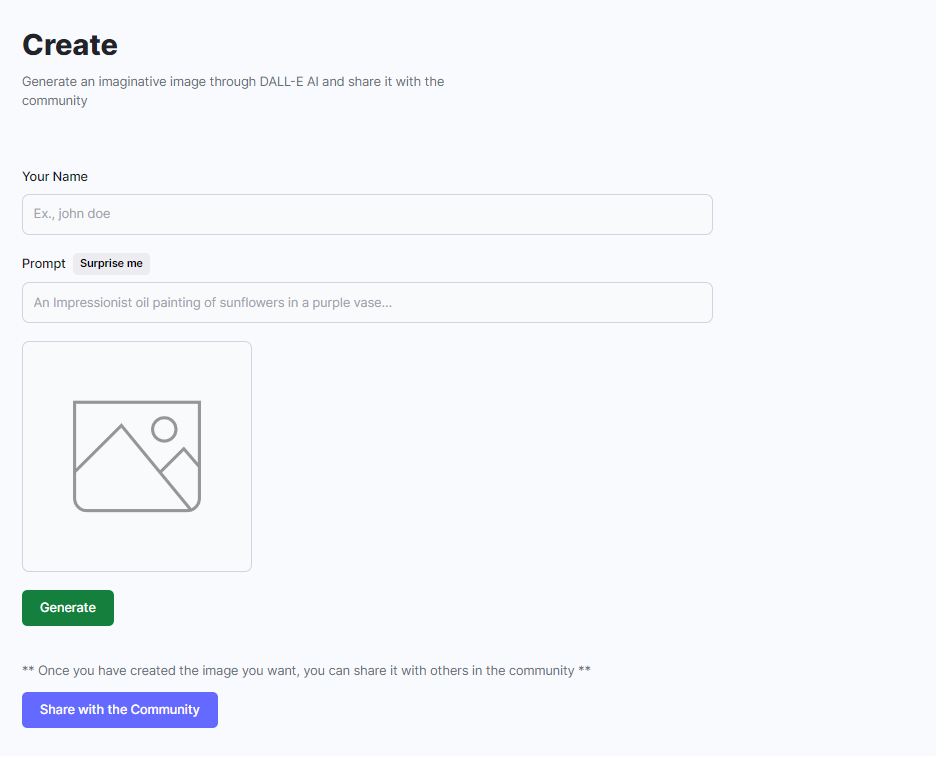 Create
Generate an imaginative image through DALL-E AI and share it with the
community
Your Name
Ex., john doe
Prompt Surprise me
An Impressionist oil painting of sunflowers in a purple vase...
Generate
** Once you have created the image you want, you can share it with others in the community **
Share with the Community